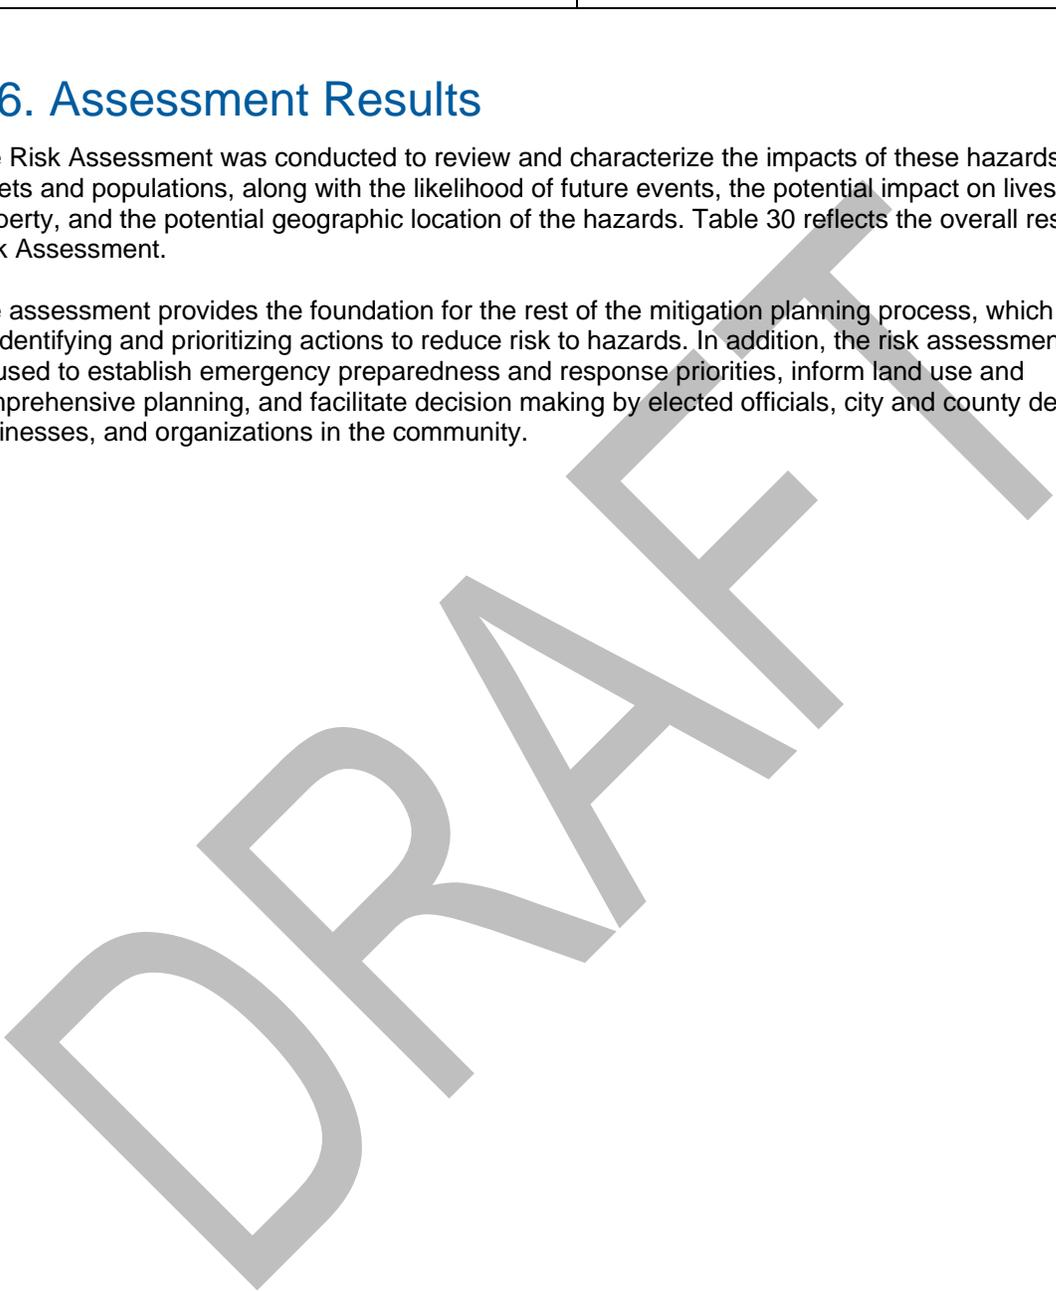 6. Assessment Results
Risk Assessment was conducted to review and characterize the impacts of these hazards
ets and populations, along with the likelihood of future events, the potential impact on lives
perty, and the potential geographic location of the hazards. Table 30 reflects the overall res
k Assessment.
assessment provides the foundation for the rest of the mitigation planning process, which
dentifying and prioritizing actions to reduce risk to hazards. In addition, the risk assessmen
used to establish emergency preparedness and response priorities, inform land use and
mprehensive planning, and facilitate decision making by elected officials, city and county de
inesses, and organizations in the community.
DRAFT